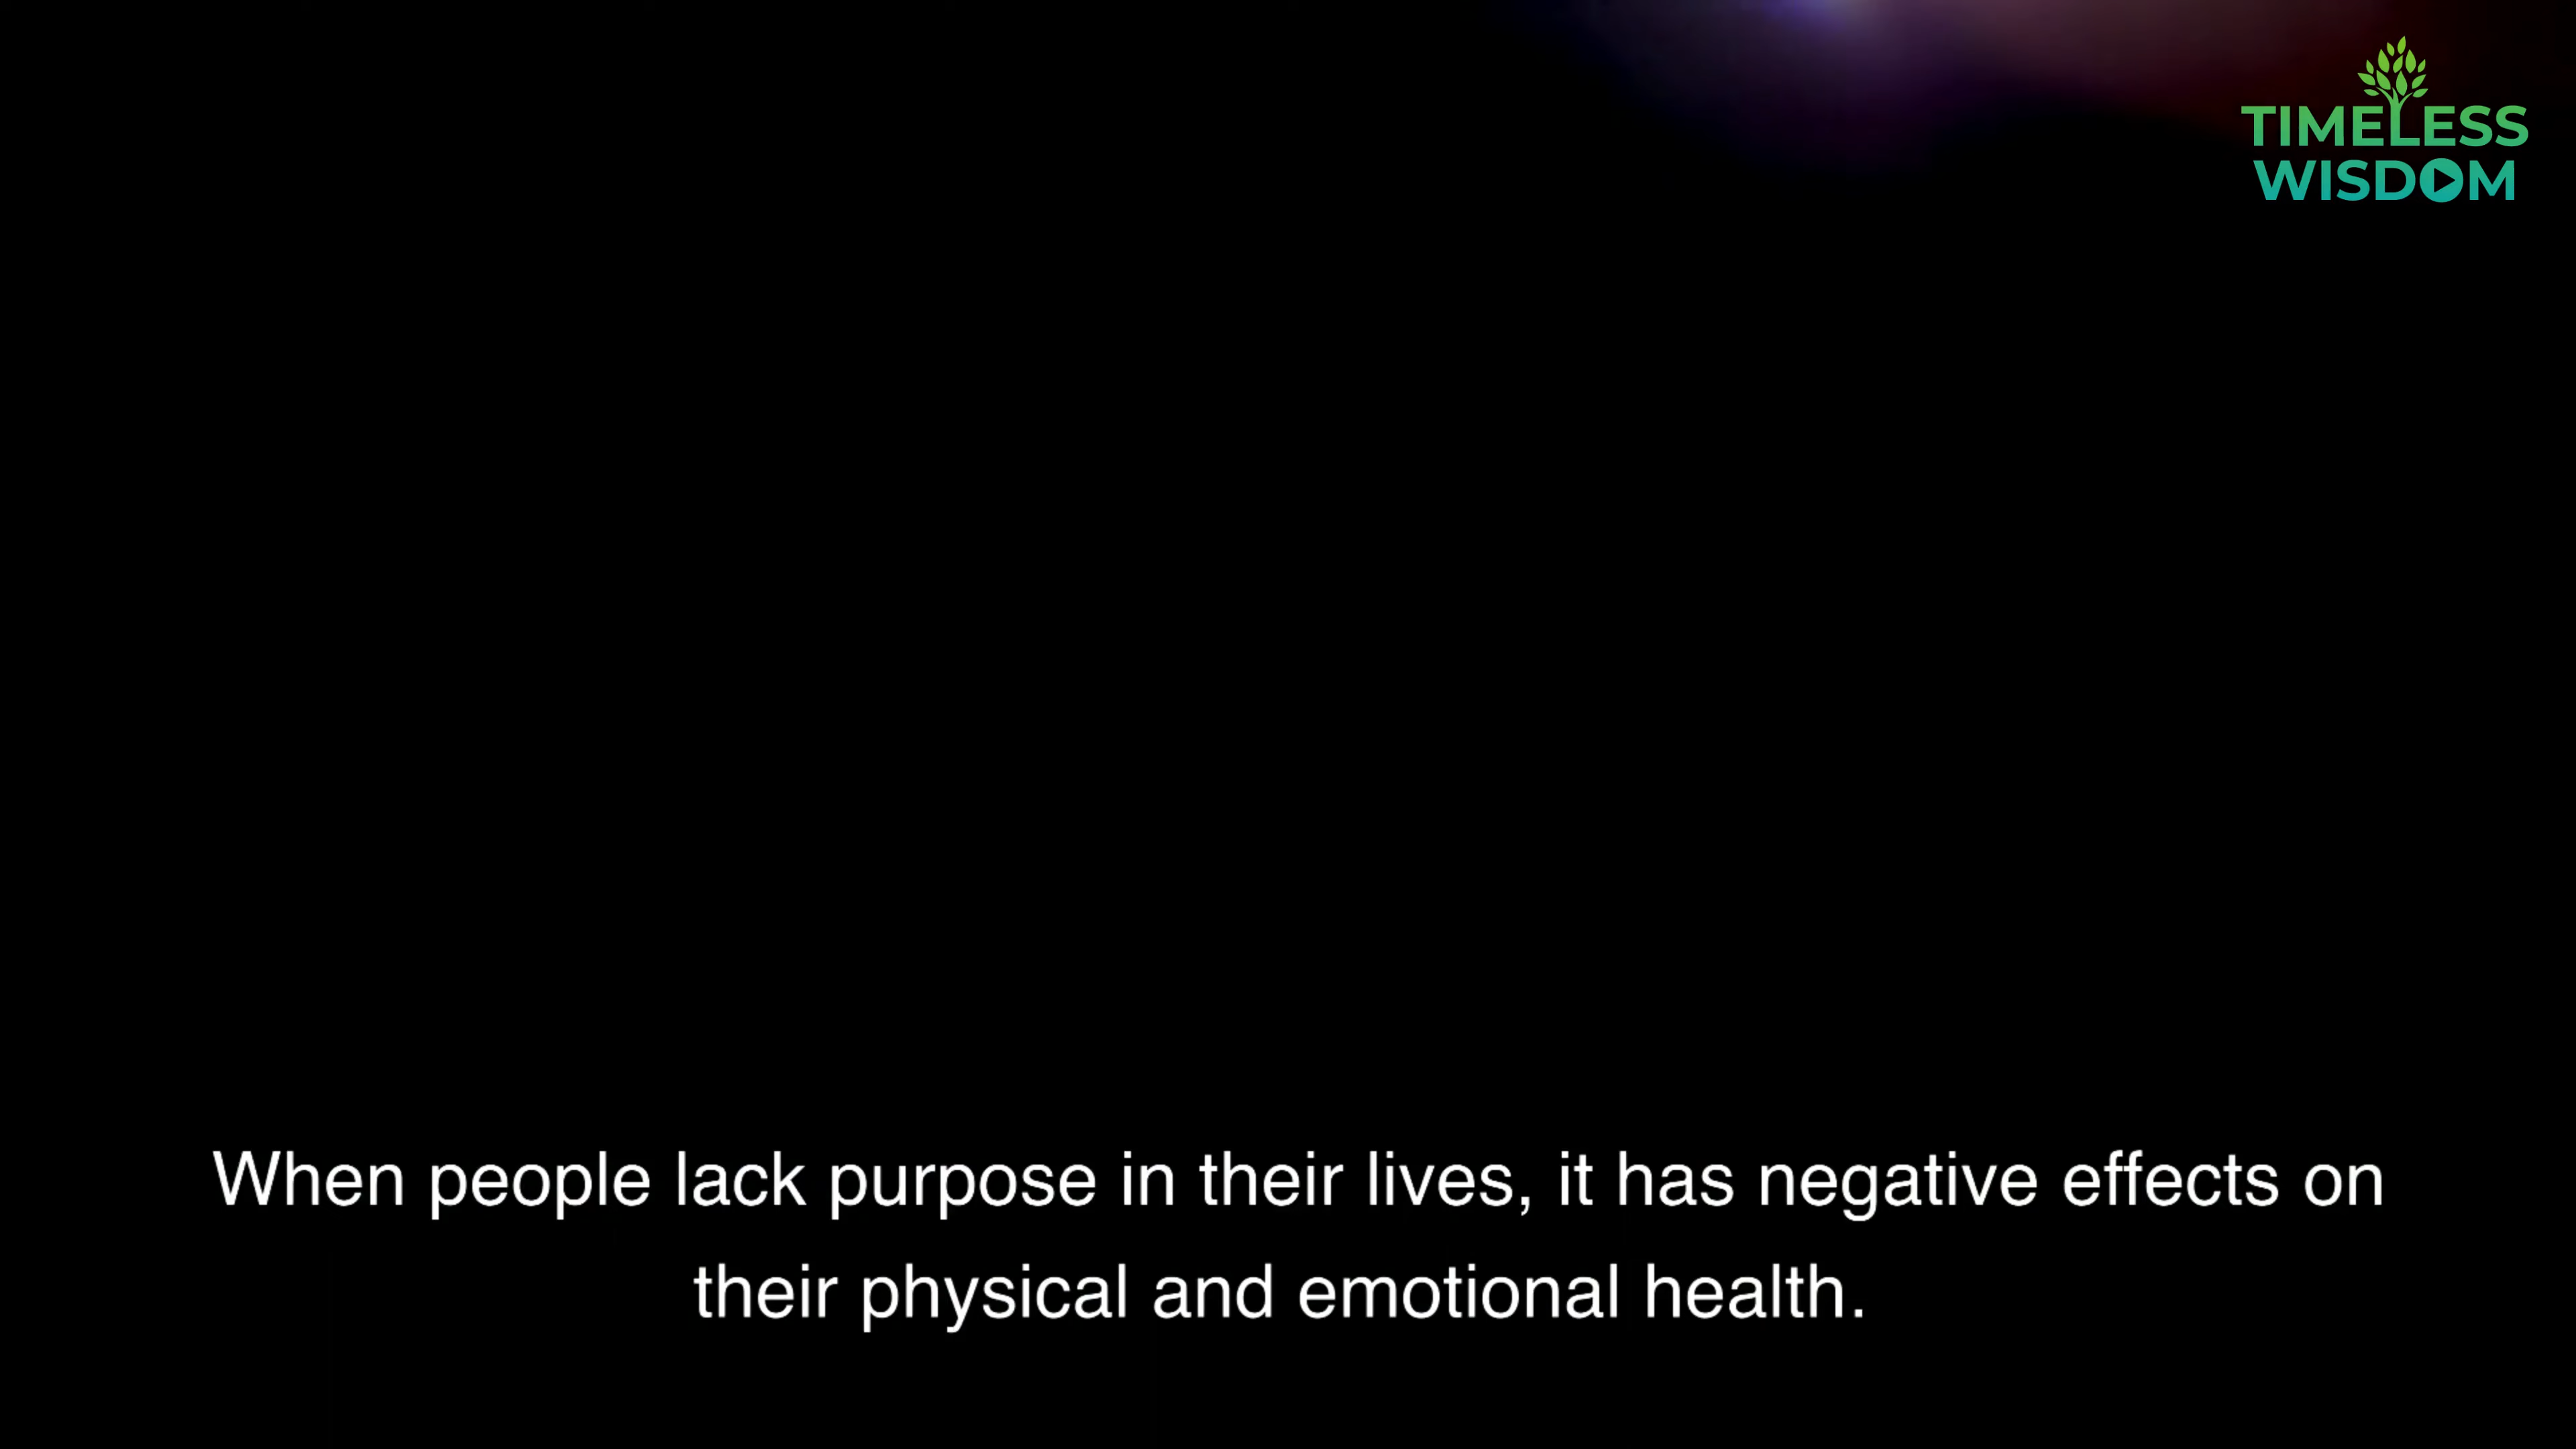 TIMELESS
WISDOM
When people lack purpose in their lives, it has negative effects on
their physical and emotional health.